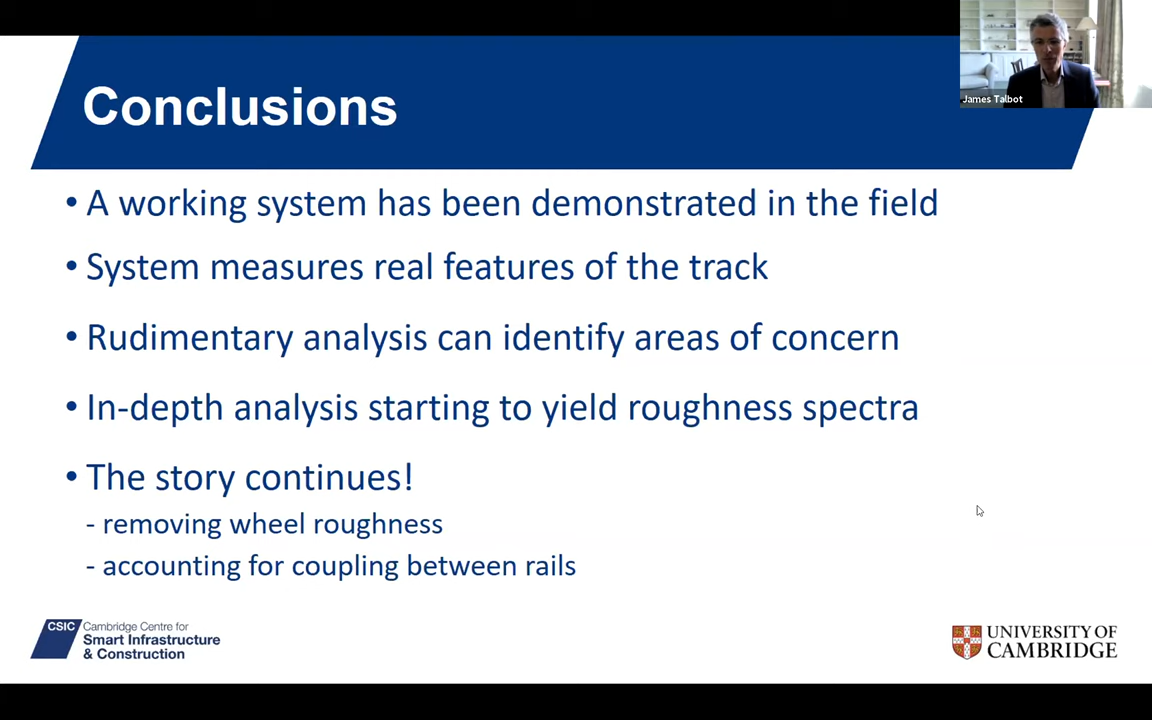 Conclusions
James Talbot
• A working system has been demonstrated in the field
• System measures real features of the track
• Rudimentary analysis can identify areas of concern
• In-depth analysis starting to yield roughness spectra
• The story continues!
- removing wheel roughness
- accounting for coupling between rails
CSIC
Cambridge Centre for
Smart Infrastructure
& Construction
UNIVERSITY OF
CAMBRIDGE